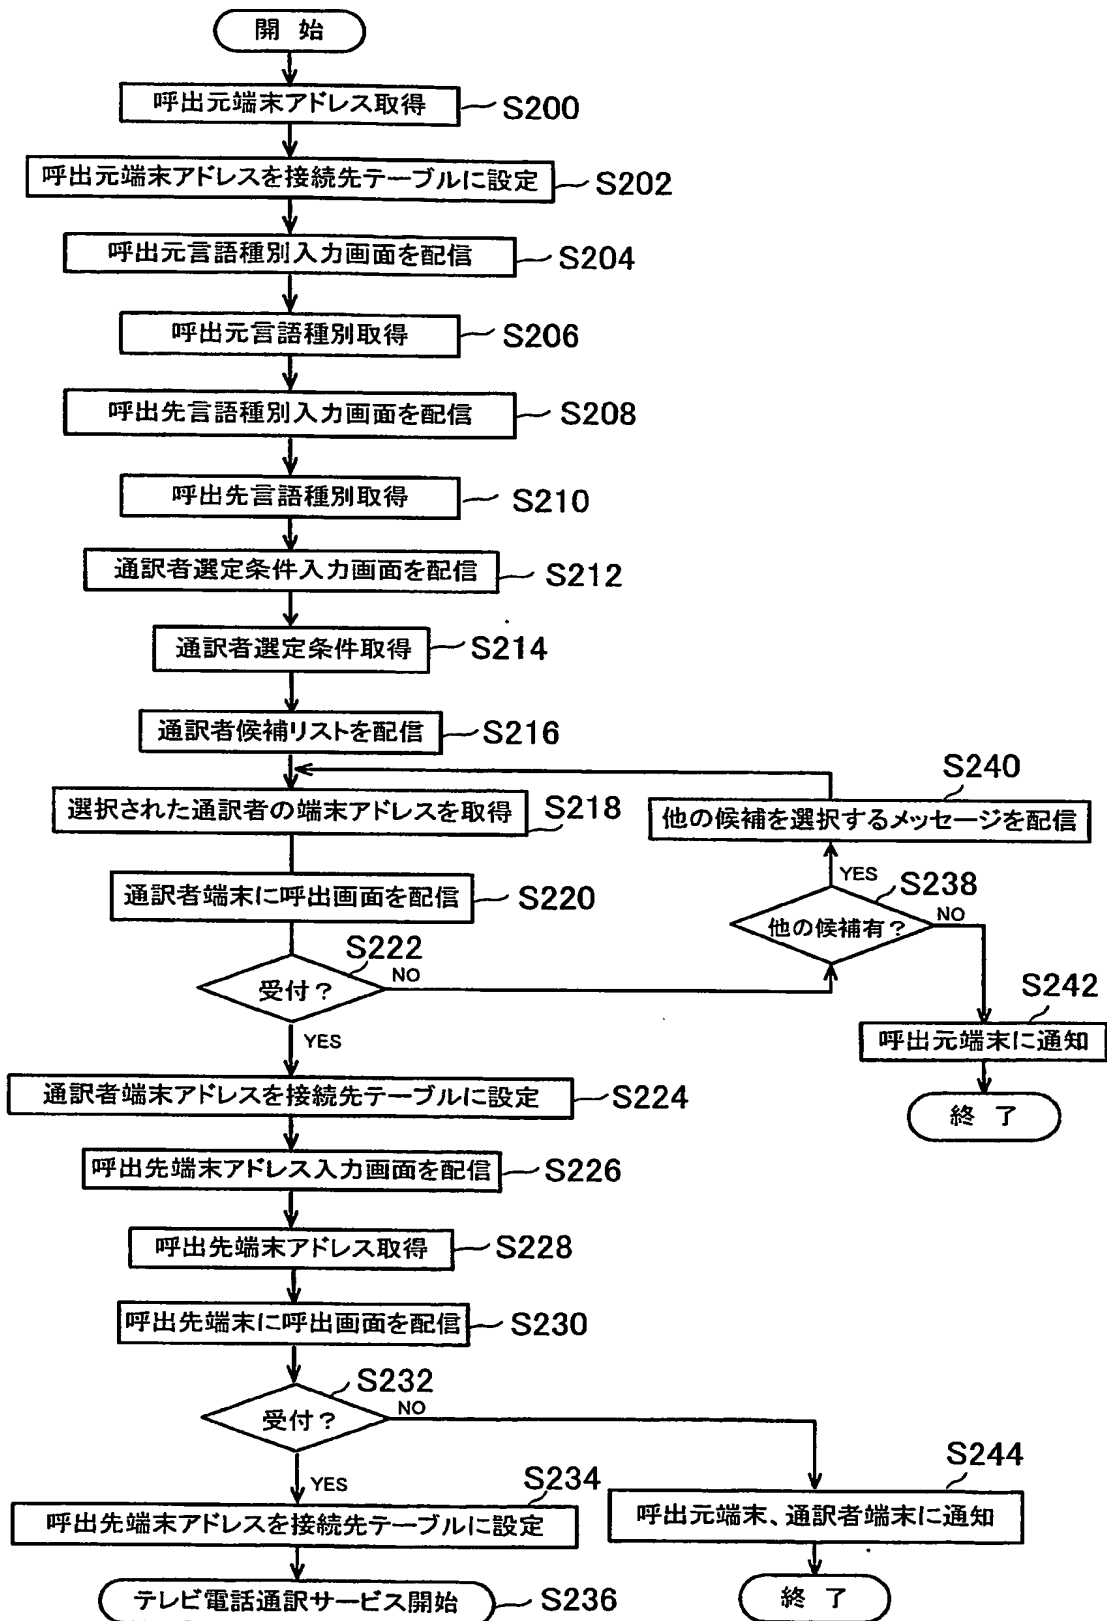 開 始
呼出元端末アドレス取得 S200
呼出元端末アドレスを接続先テーブルに設定 S202
呼出元言語種別入力画面を配信 S204
呼出元言語種別取得 S206
呼出先言語種別入力画面を配信 S208
呼出先言語種別取得 S210
通訳者選定条件入力画面を配信 S212
通訳者選定条件取得 S214
通訳者候補リストを配信 S216
選択された通訳者の端末アドレスを取得 S218
通訳者端末に呼出画面を配信 S220
S222
受付? NO
YES
S240
他の候補を選択するメッセージを配信
YES
S238
他の候補有? NO
S242
呼出元端末に通知
終 了
通訳者端末アドレスを接続先テーブルに設定 S224
呼出先端末アドレス入力画面を配信 S226
呼出先端末アドレス取得 S228
呼出先端末に呼出画面を配信 S230
S232
受付? NO
YES
S234
呼出先端末アドレスを接続先テーブルに設定
テレビ電話通訳サービス開始 S236
S244
呼出元端末、通訳者端末に通知
終 了